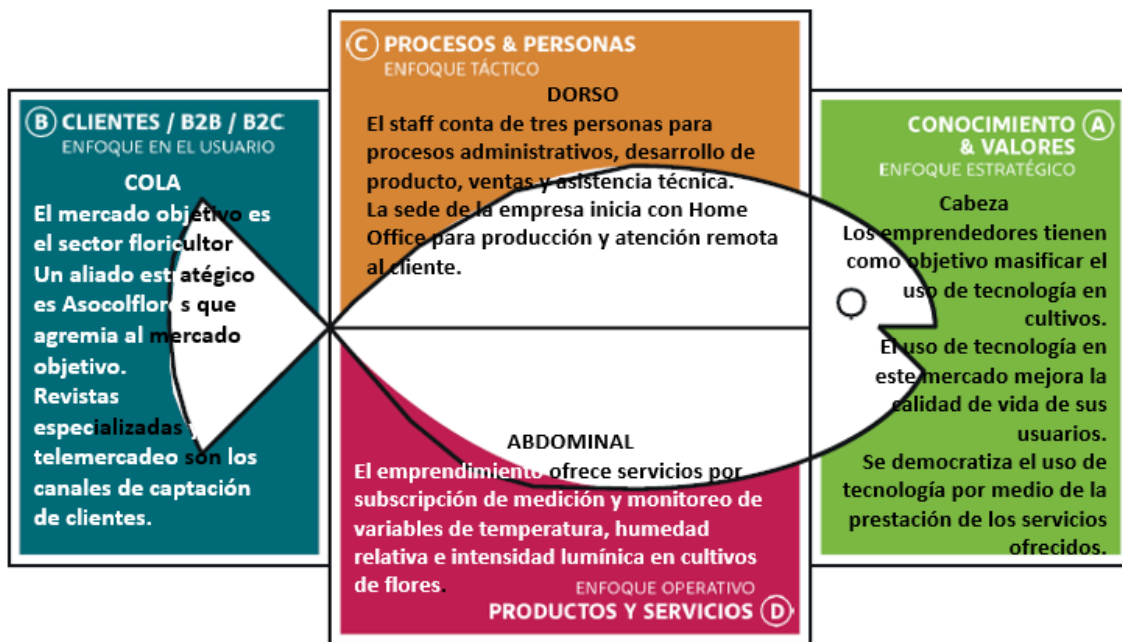 C PROCESOS & PERSONAS
ENFOQUE TÁCTICO
DORSO
El staff conta de tres personas para
procesos administrativos, desarrollo de
producto, ventas y asistencia técnica.
La sede de la empresa inicia con Home
Office para producción y atención remota
al cliente.
B CLIENTES / B2B / B2C
ENFOQUE EN EL USUARIO
COLA
El mercado objetivo es
el sector floricultor
Un aliado estratégico
es Asocolflores que
agremia al mercado
objetivo.
Revistas
especializadas y
telemercadeo son los
canales de captación
de clientes.
CONOCIMIENTO A
& VALORES
ENFOQUE ESTRATÉGICO
Cabeza
Los emprendedores tienen
como objetivo masificar el
uso de tecnología en
cultivos.
El uso de tecnología en
este mercado mejora la
calidad de vida de sus
usuarios.
Se democratiza el uso de
tecnología por medio de la
prestación de los servicios
ofrecidos.
ABDOMINAL
El emprendimiento ofrece servicios por
subscripción de medición y monitoreo de
variables de temperatura, humedad
relativa e intensidad lumínica en cultivos
de flores.
ENFOQUE OPERATIVO
PRODUCTOS Y SERVICIOS D